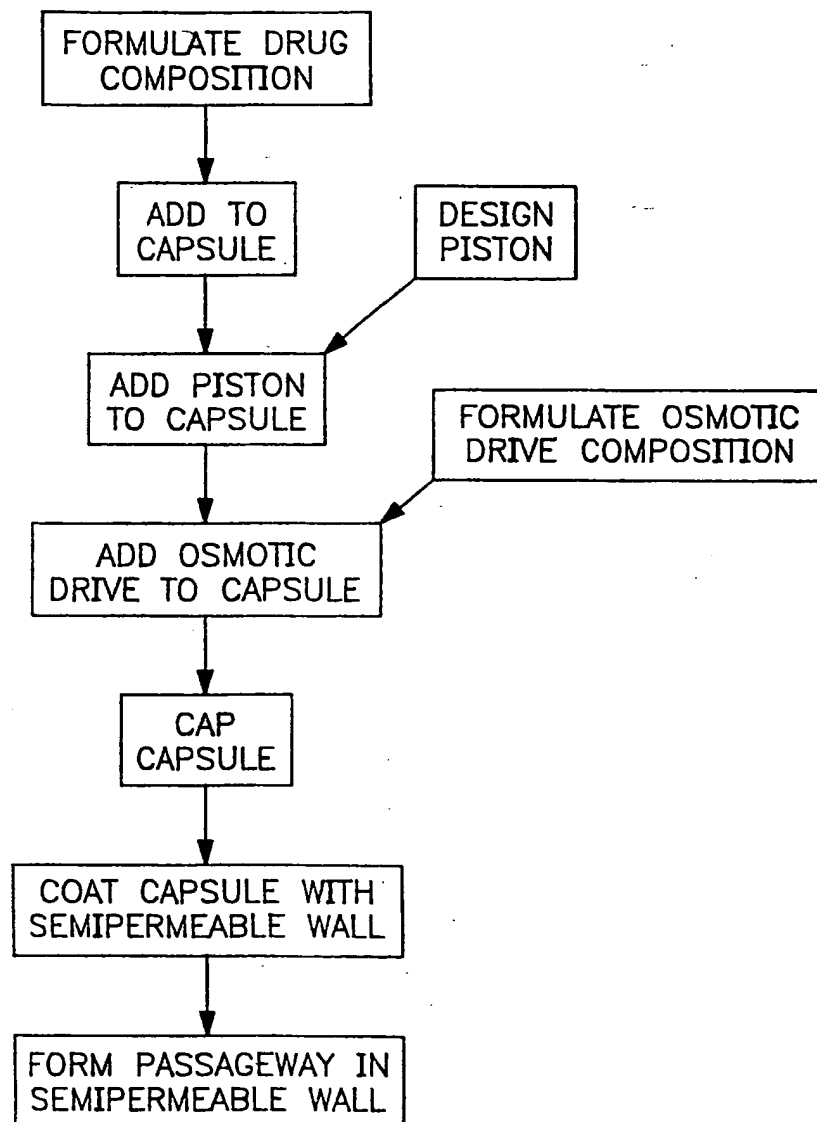 FORMULATE DRUG
COMPOSITION
ADD TO
CAPSULE
DESIGN
PISTON
ADD PISTON
TO CAPSULE
FORMULATE OSMOTIC
DRIVE COMPOSITION
ADD OSMOTIC
DRIVE TO CAPSULE
CAP
CAPSULE
COAT CAPSULE WITH
SEMIPERMEABLE WALL
FORM PASSAGEWAY IN
SEMIPERMEABLE WALL